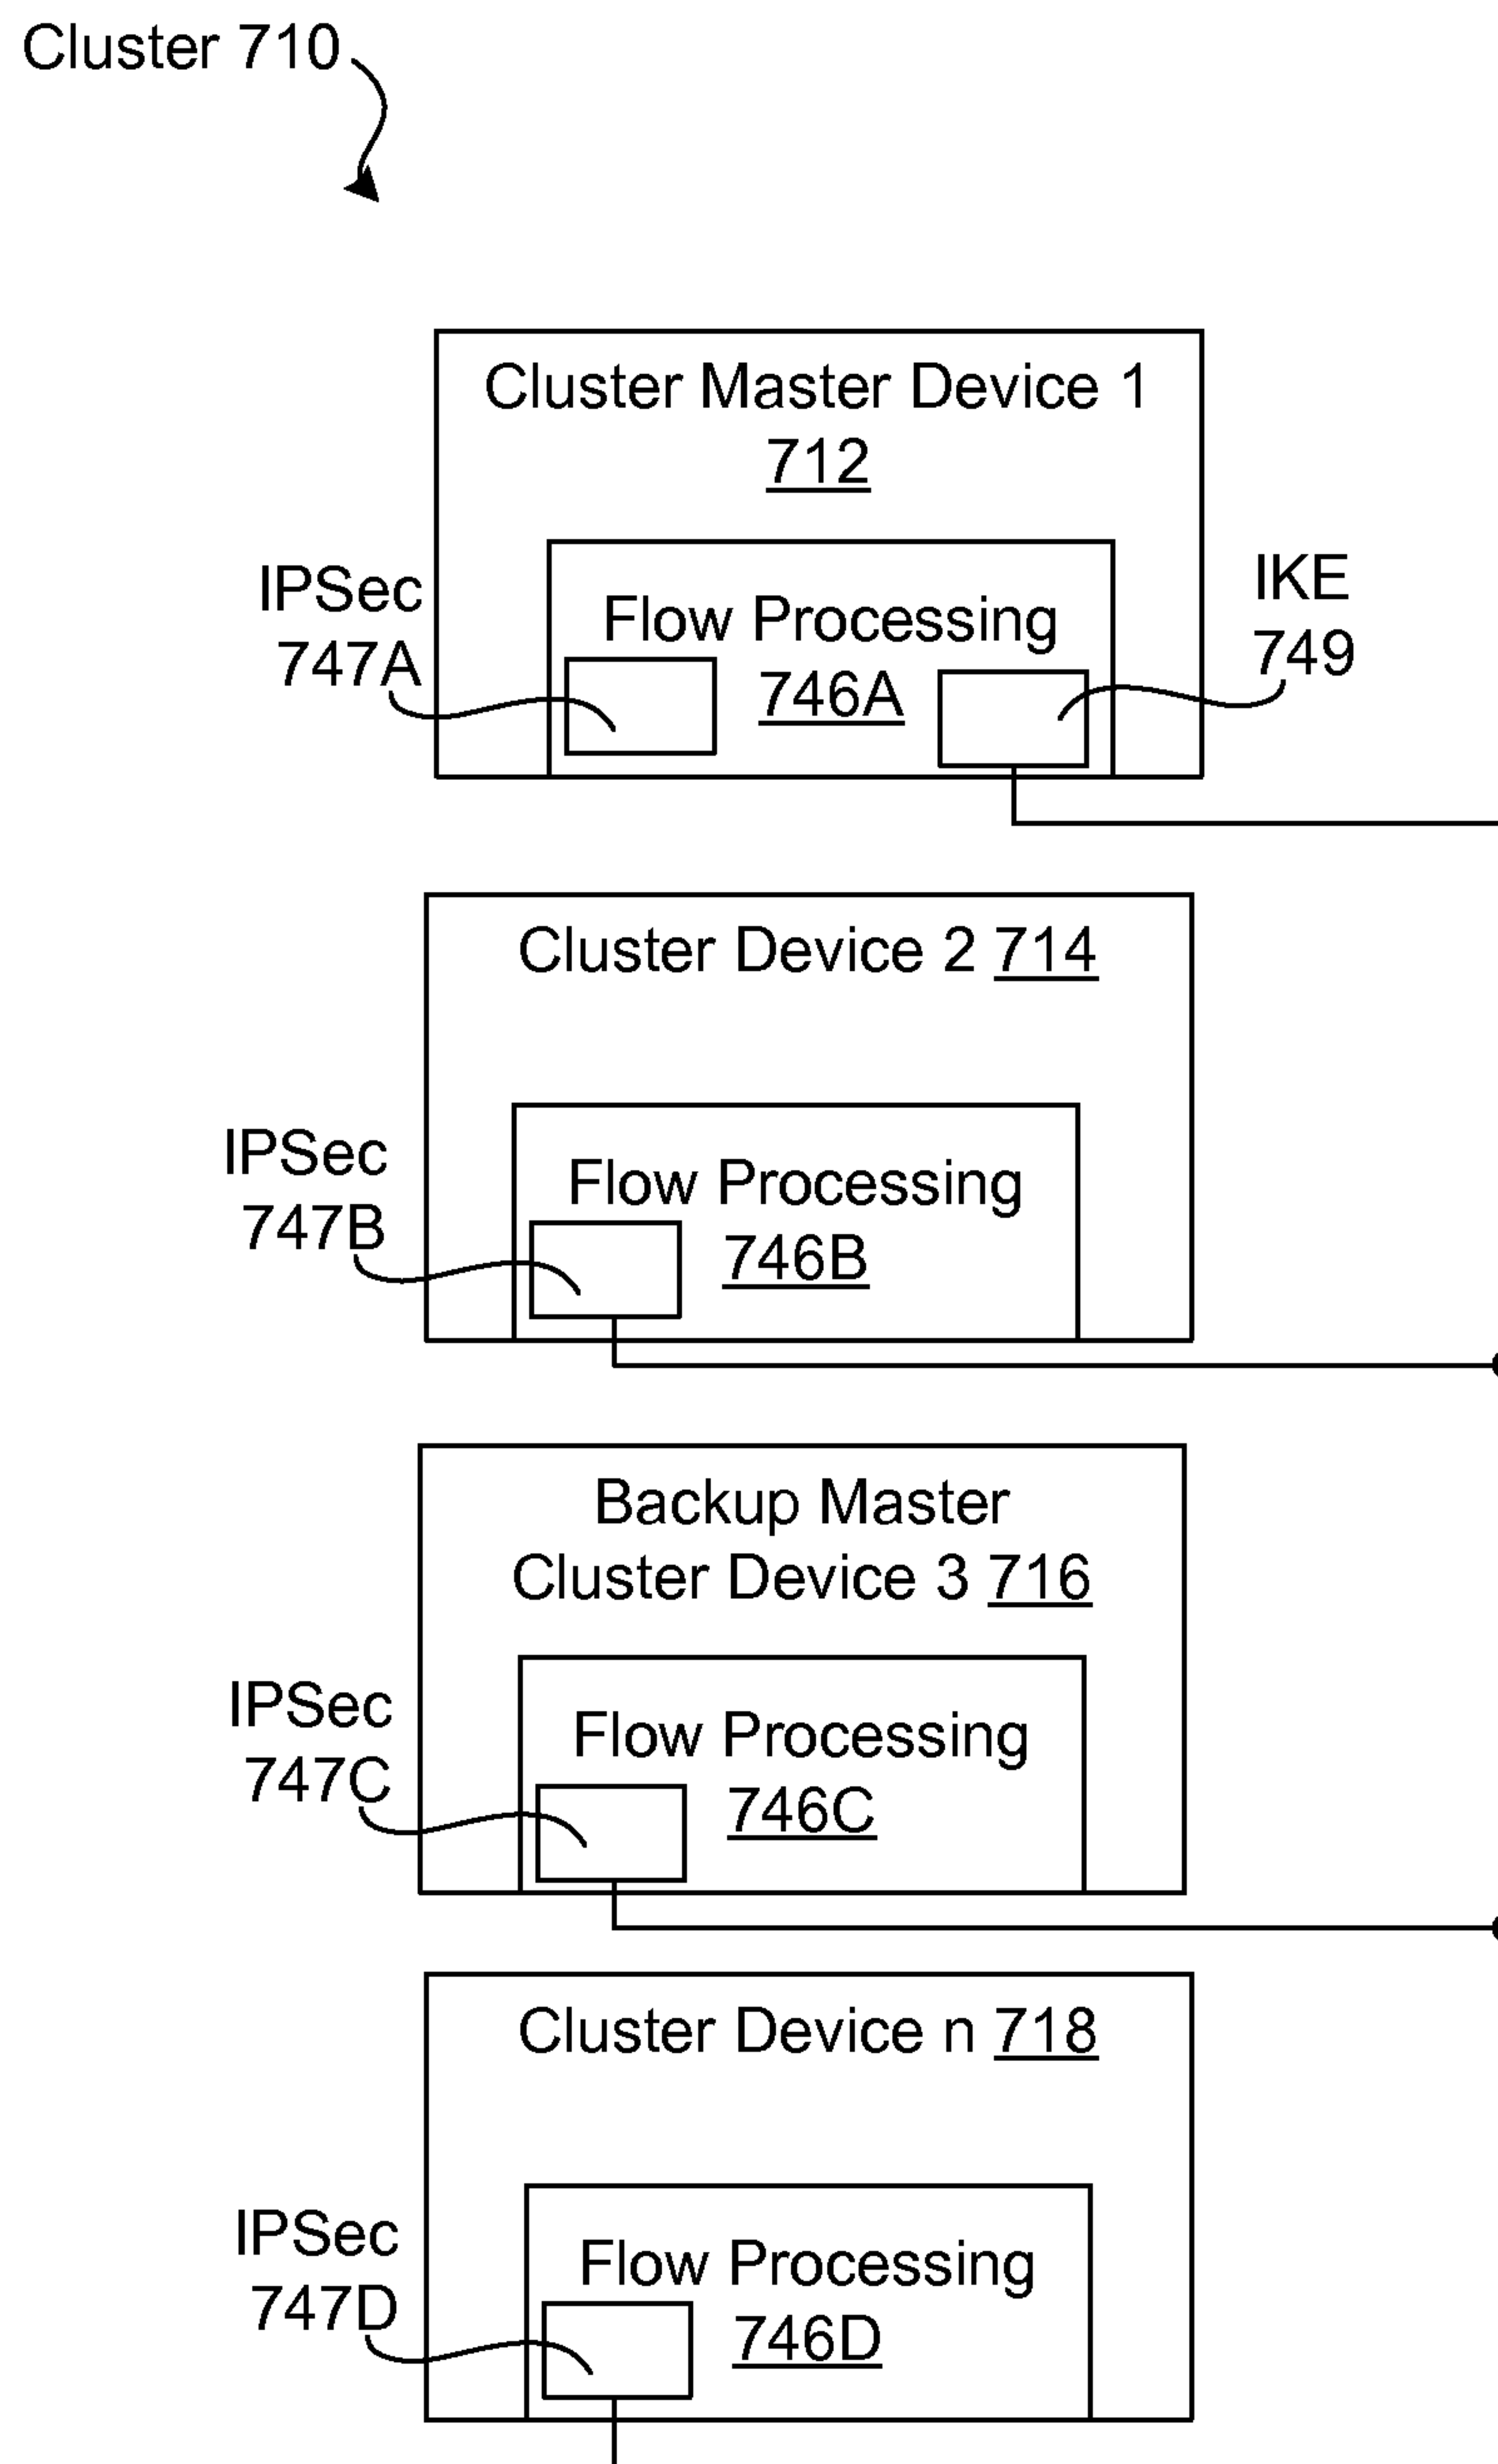 Cluster 710
Cluster Master Device 1
712
IPSec
747A
Flow Processing
746A
IKE
749
Cluster Device 2 714
IPSec
747B
Flow Processing
746B
Backup Master
Cluster Device 3 716
IPSec
747C
Flow Processing
746C
Cluster Device n 718
IPSec
747D
Flow Processing
746D